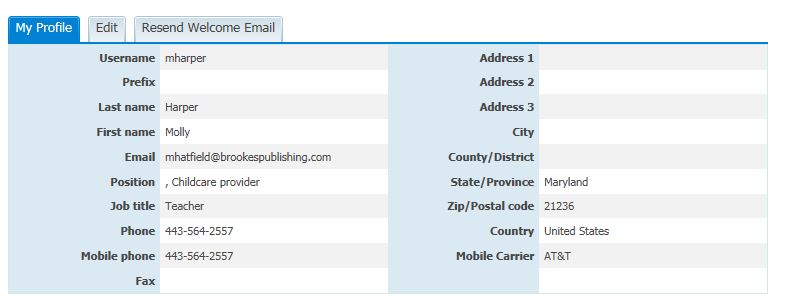 My Profile Edit Resend Welcome Email
Username mharper Address 1
Prefix Address 2
Last name Harper Address 3
First name Molly City
Email mhatfield@brookespublishing.com County/District
Position , Childcare provider State/Province Maryland
Job title Teacher Zip/Postal code 21236
Phone 443-564-2557 Country United States
Mobile phone 443-564-2557 Mobile Carrier AT&T
Fax